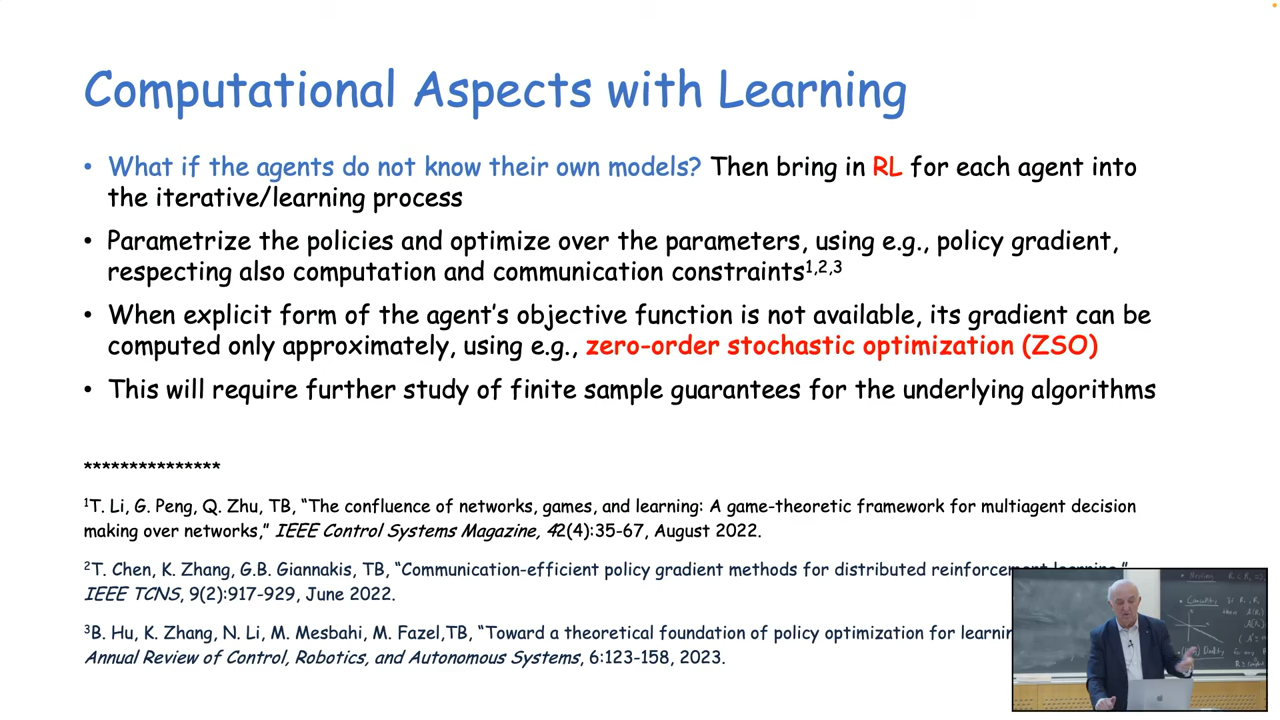 Computational Aspects with Learning
• What if the agents do not know their own models? Then bring in RL for each agent into
the iterative/learning process
• Parametrize the policies and optimize over the parameters, using e.g., policy gradient,
respecting also computation and communication constraints1,2,3
• When explicit form of the agent's objective function is not available, its gradient can be
computed only approximately, using e.g., zero-order stochastic optimization (ZSO)
• This will require further study of finite sample guarantees for the underlying algorithms
***************
1T. Li, G. Peng, Q. Zhu, TB, "The confluence of networks, games, and learning: A game-theoretic framework for multiagent decision
making over networks," IEEE Control Systems Magazine, 42(4):35-67, August 2022.
2T. Chen, K. Zhang, G.B. Giannakis, TB, "Communication-efficient policy gradient methods for distributed reinforcement learning,"
IEEE TCNS, 9(2):917-929, June 2022.
3B. Hu, K. Zhang, N. Li, M. Mesbahi, M. Fazel,TB, "Toward a theoretical foundation of policy optimization for learnin
Annual Review of Control, Robotics, and Autonomous Systems, 6:123-158, 2023.
Causality
Duality